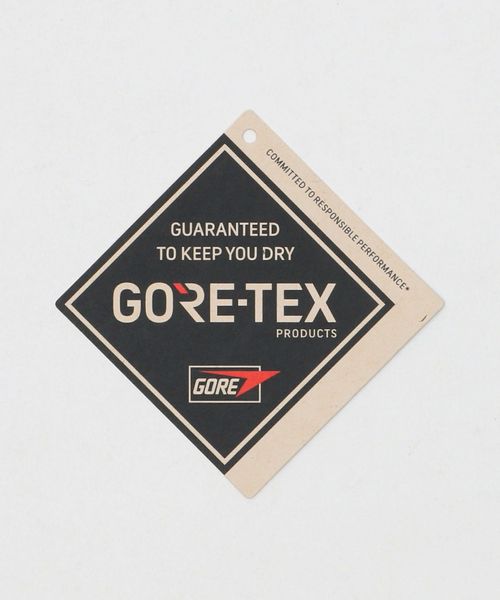 COMMITTED TO RESPONSIBLE PERFORMANCE*
GUARANTEED
TO KEEP YOU DRY
GORE-TEX
PRODUCTS
GORE